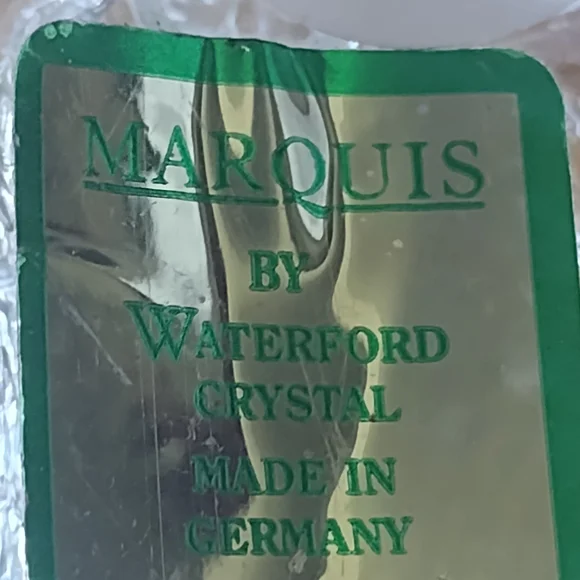 MARQUIS
BY
WATERFORD
CRYSTAL
MADE IN
GERMANY